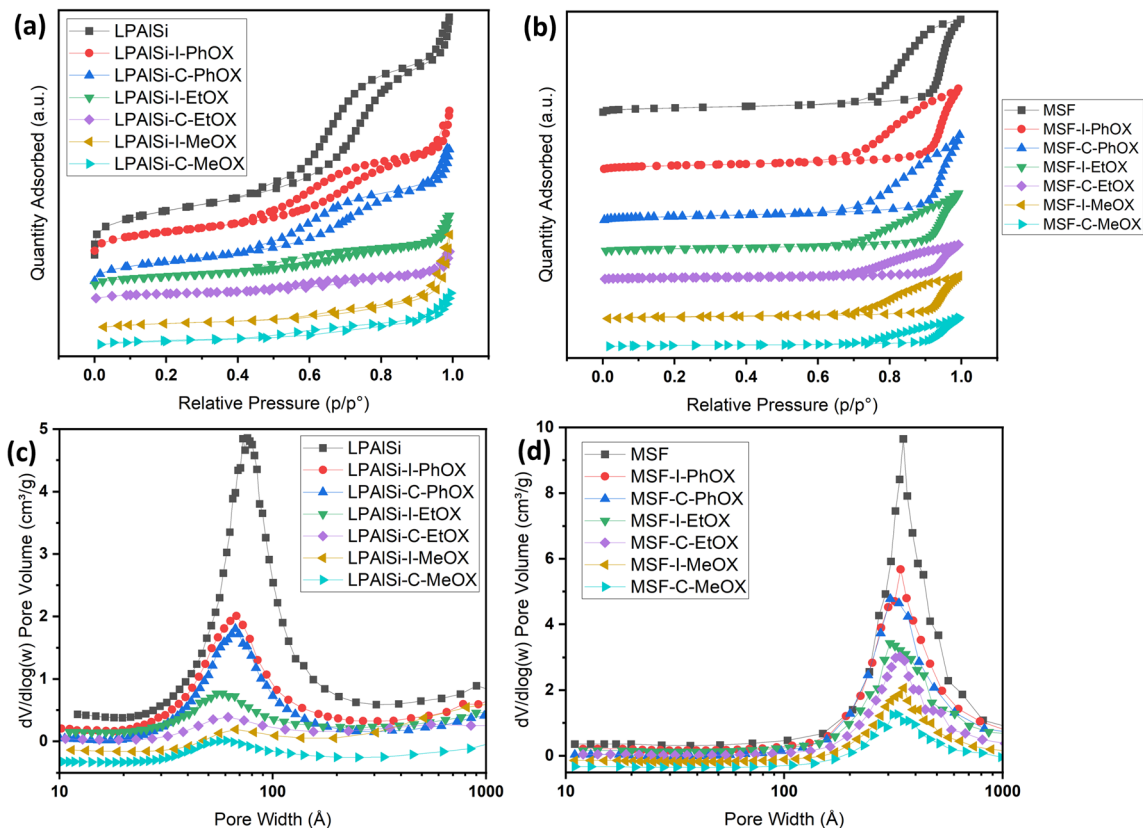 (a)
LPAlSi
LPAlSi-I-PhOX
LPAlSi-C-PhOX
LPAlSi-I-EtOX
LPAlSi-C-EtOX
LPAlSi-I-MeOX
LPAlSi-C-MeOX
Quantity Adsorbed (a.u.)
0.0 0.2 0.4 0.6 0.8 1.0
Relative Pressure (p/p°)
(b)
Quantity Adsorbed (a.u.)
0.0 0.2 0.4 0.6 0.8 1.0
Relative Pressure (p/p°)
MSF
MSF-I-PhOX
MSF-C-PhOX
MSF-I-EtOX
MSF-C-EtOX
MSF-I-MeOX
MSF-C-MeOX
(c)
LPAlSi
LPAlSi-I-PhOX
LPAlSi-C-PhOX
LPAlSi-I-EtOX
LPAlSi-C-EtOX
LPAlSi-I-MeOX
LPAlSi-C-MeOX
dV/dlog(w) Pore Volume (cm³/g)
5
4
3
2
1
0
10 100 1000
Pore Width (Å)
(d)
MSF
MSF-I-PhOX
MSF-C-PhOX
MSF-I-EtOX
MSF-C-EtOX
MSF-I-MeOX
MSF-C-MeOX
dV/dlog(w) Pore Volume (cm³/g)
10
8
6
4
2
0
10 100 1000
Pore Width (Å)